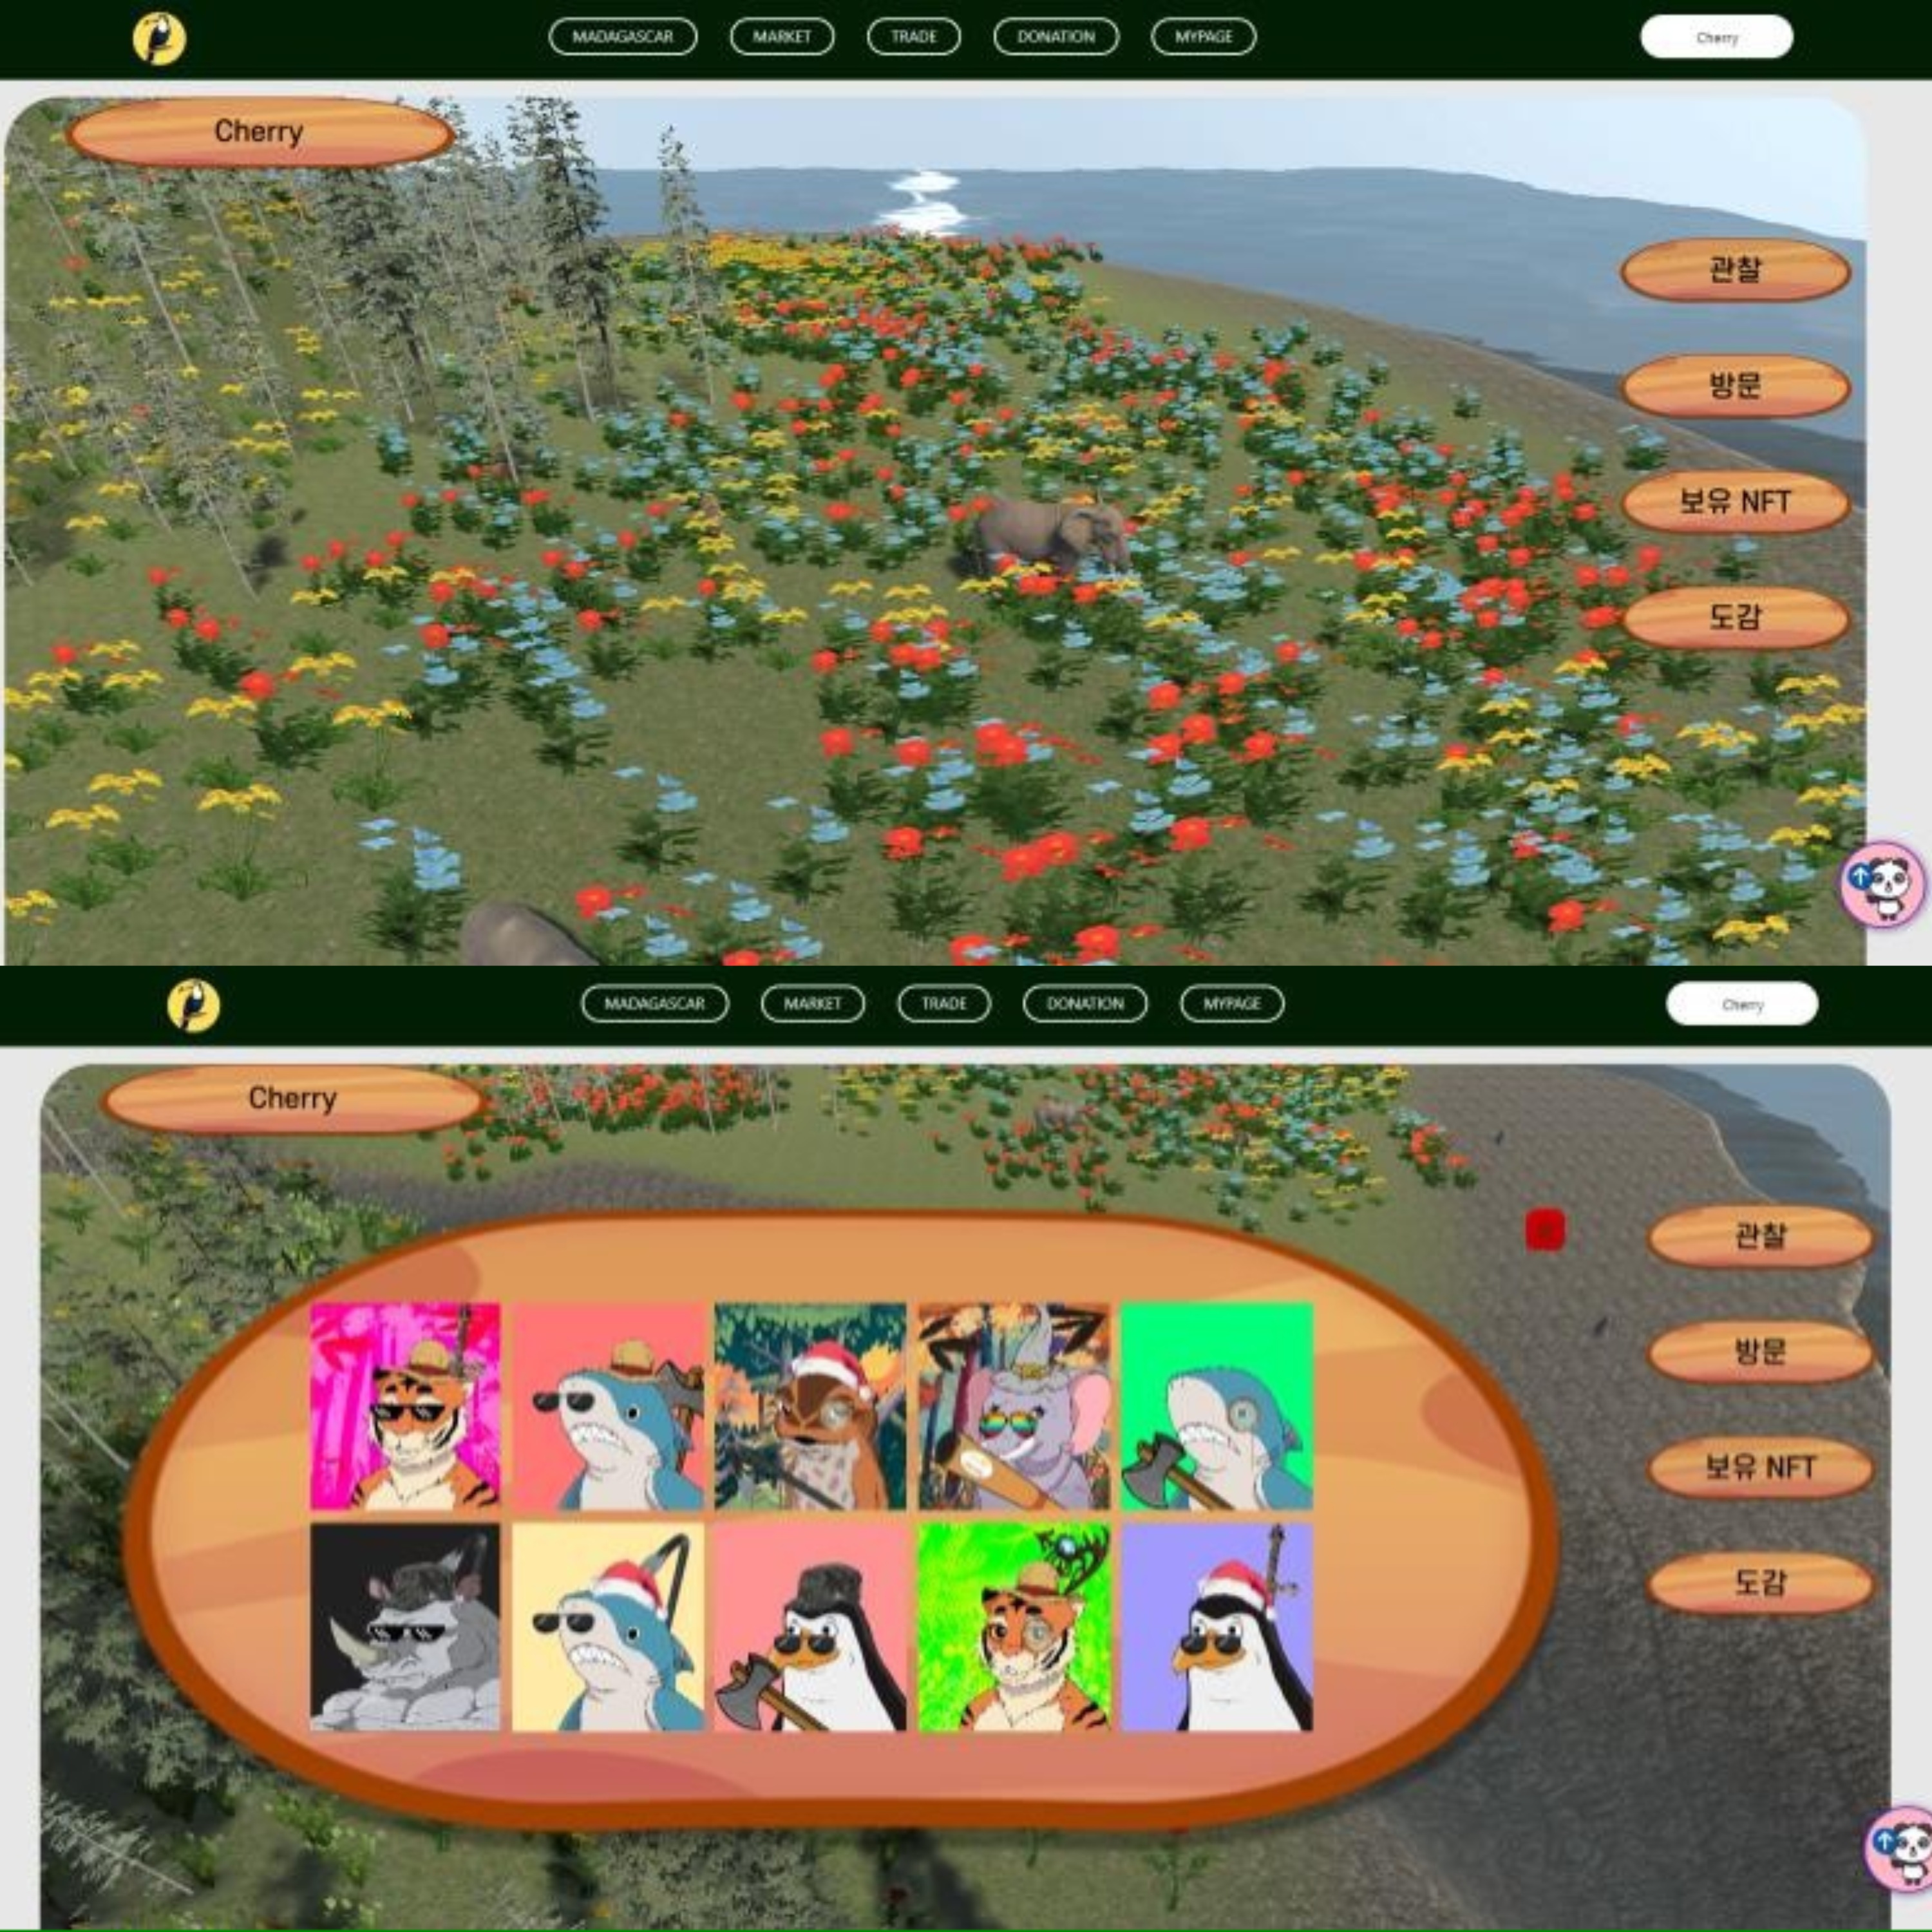 MADAGASCAR MARKET TRADE DONATION MYPAGE Cherry
Cherry
관찰
방문
보유 NFT
도감
MADAGASCAR MARKET TRADE DONATION MYPAGE Cherry
Cherry
관찰
방문
보유 NFT
도감